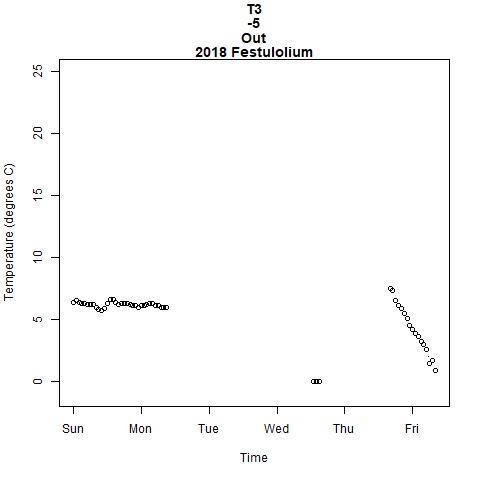 T3
-5
Out
2018 Festulolium
25
20
15
10
5
0
Temperature (degrees C)
Sun Mon Tue Wed Thu Fri
Time